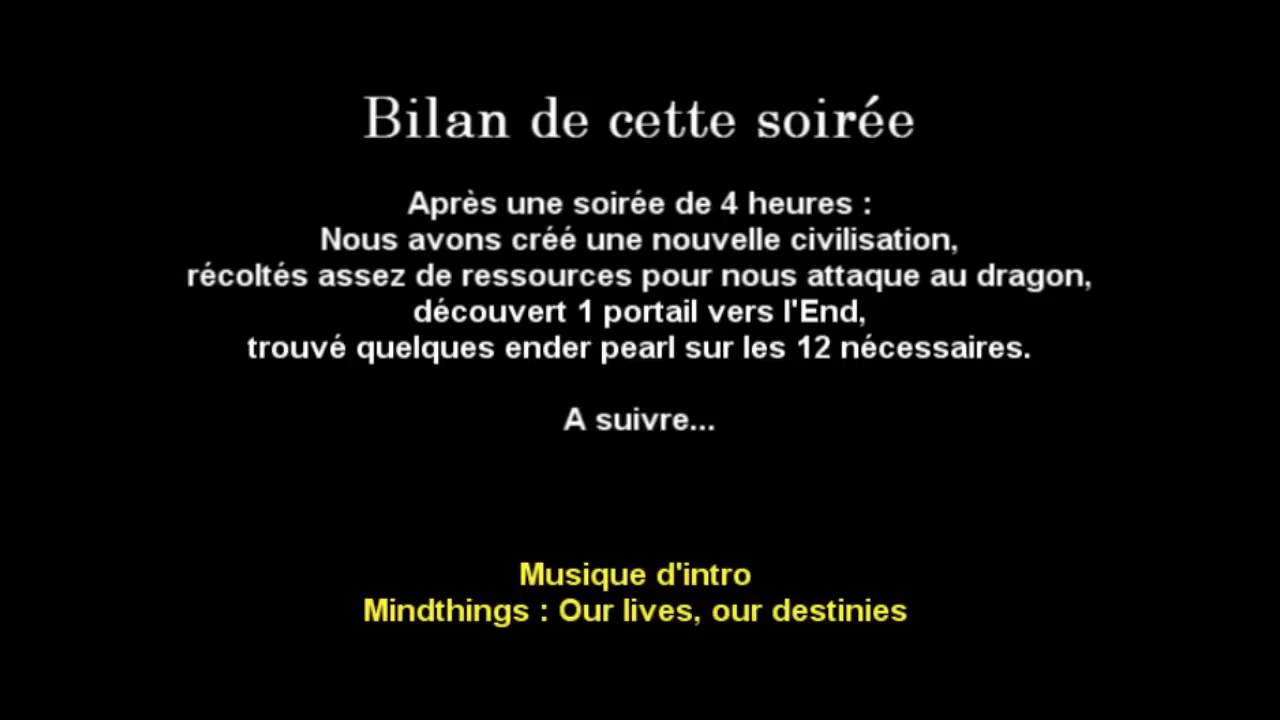 Bilan de cette soirée
Après une soirée de 4 heures :
Nous avons créé une nouvelle civilisation,
récoltés assez de ressources pour nous attaque au dragon,
découvert 1 portail vers l'End,
trouvé quelques ender pearl sur les 12 nécessaires.
A suivre...
Musique d'intro
Mindthings : Our lives, our destinies